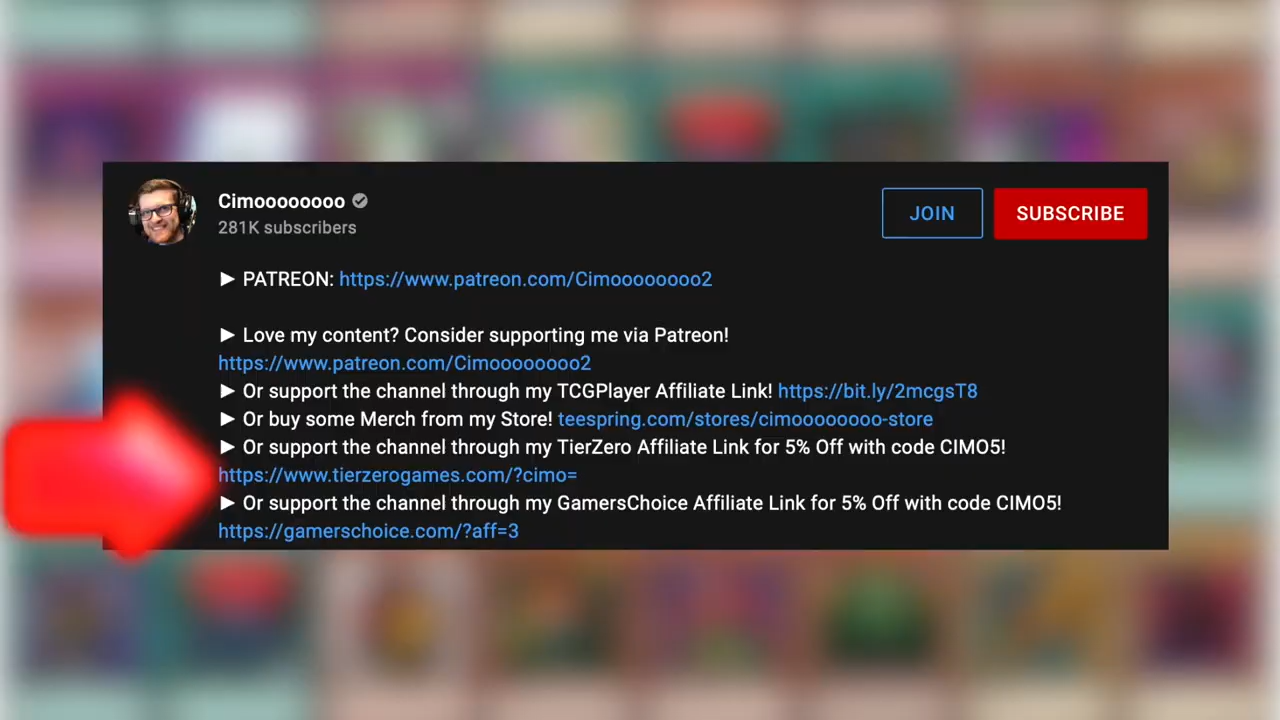 Cimoooooooo
281K subscribers
JOIN
SUBSCRIBE
► PATREON: https://www.patreon.com/Cimoooooooo2
► Love my content? Consider supporting me via Patreon!
https://www.patreon.com/Cimoooooooo2
► Or support the channel through my TCGPlayer Affiliate Link! https://bit.ly/2mcgsT8
► Or buy some Merch from my Store! teespring.com/stores/cimoooooooo-store
► Or support the channel through my TierZero Affiliate Link for 5% Off with code CIMO5!
https://www.tierzerogames.com/?cimo=
► Or support the channel through my GamersChoice Affiliate Link for 5% Off with code CIMO5!
https://gamerschoice.com/?aff=3